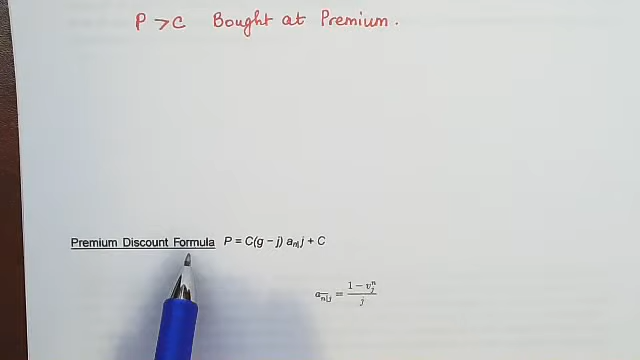 P > C Bought at Premium.
Premium Discount Formula P = C(g − j) a_n| j + C
a_n|j = (1 − v_j^n) / j